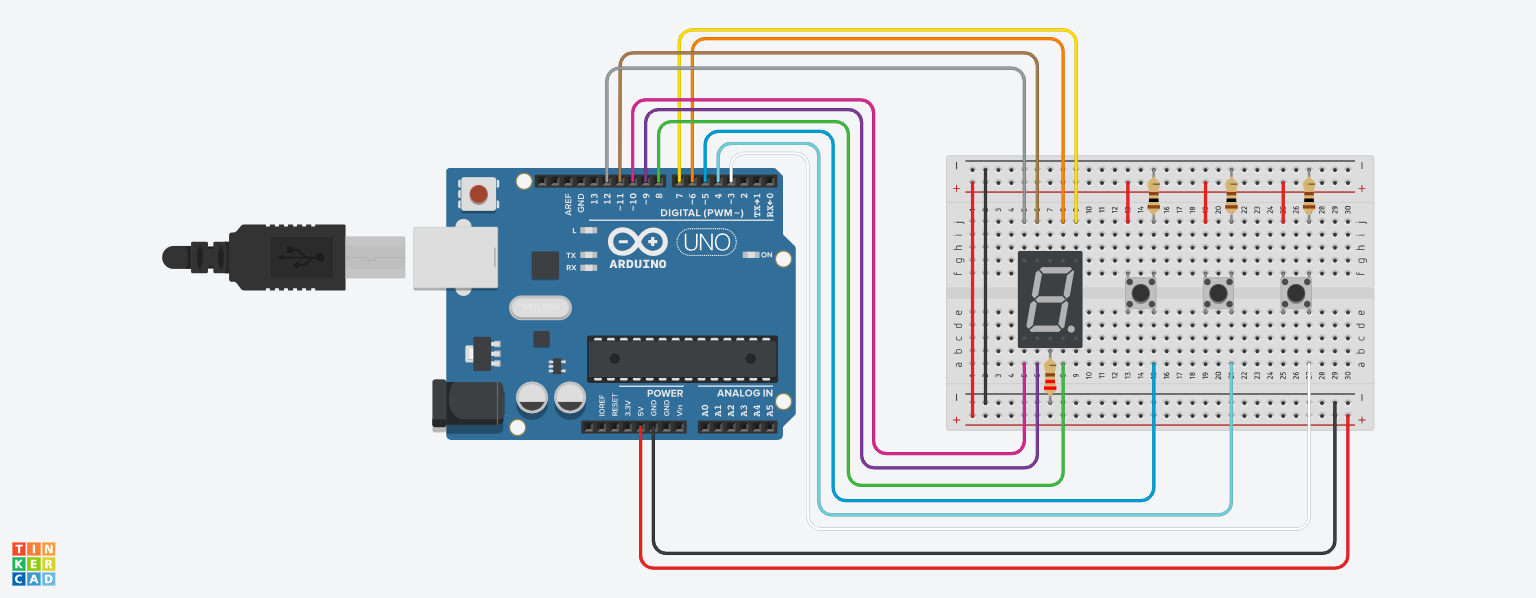 AREF
GND
13
12
~11
~10
~9
8
7
~6
~5
4
~3
2
TX→1
RX←0
DIGITAL (PWM~)
L
TX
RX
ARDUINO
UNO
ON
POWER
ANALOG IN
IOREF
RESET
3.3V
5V
GND
GND
Vin
A0
A1
A2
A3
A4
A5
j
i
h
g
f
e
d
c
b
a
j
i
h
g
f
e
d
c
b
a
TIN
KER
CAD